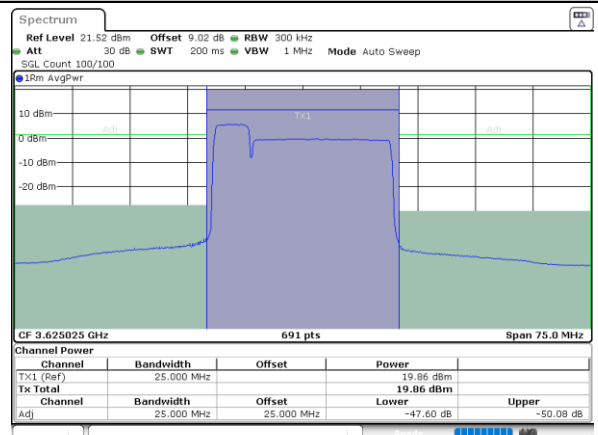 Spectrum
Ref Level 21.52 dBm Offset 9.02 dB RBW 300 kHz
Att 30 dB SWT 200 ms VBW 1 MHz Mode Auto Sweep
SGL Count 100/100
1Rm AvgPwr
10 dBm
TX1
Adj Adj
0 dBm
-10 dBm
-20 dBm
CF 3.625025 GHz 691 pts Span 75.0 MHz
Channel Power
Channel Bandwidth Offset Power
TX1 (Ref) 25.000 MHz 19.86 dBm
Tx Total 19.86 dBm
Channel Bandwidth Offset Lower Upper
Adj 25.000 MHz 25.000 MHz -47.60 dB -50.08 dB